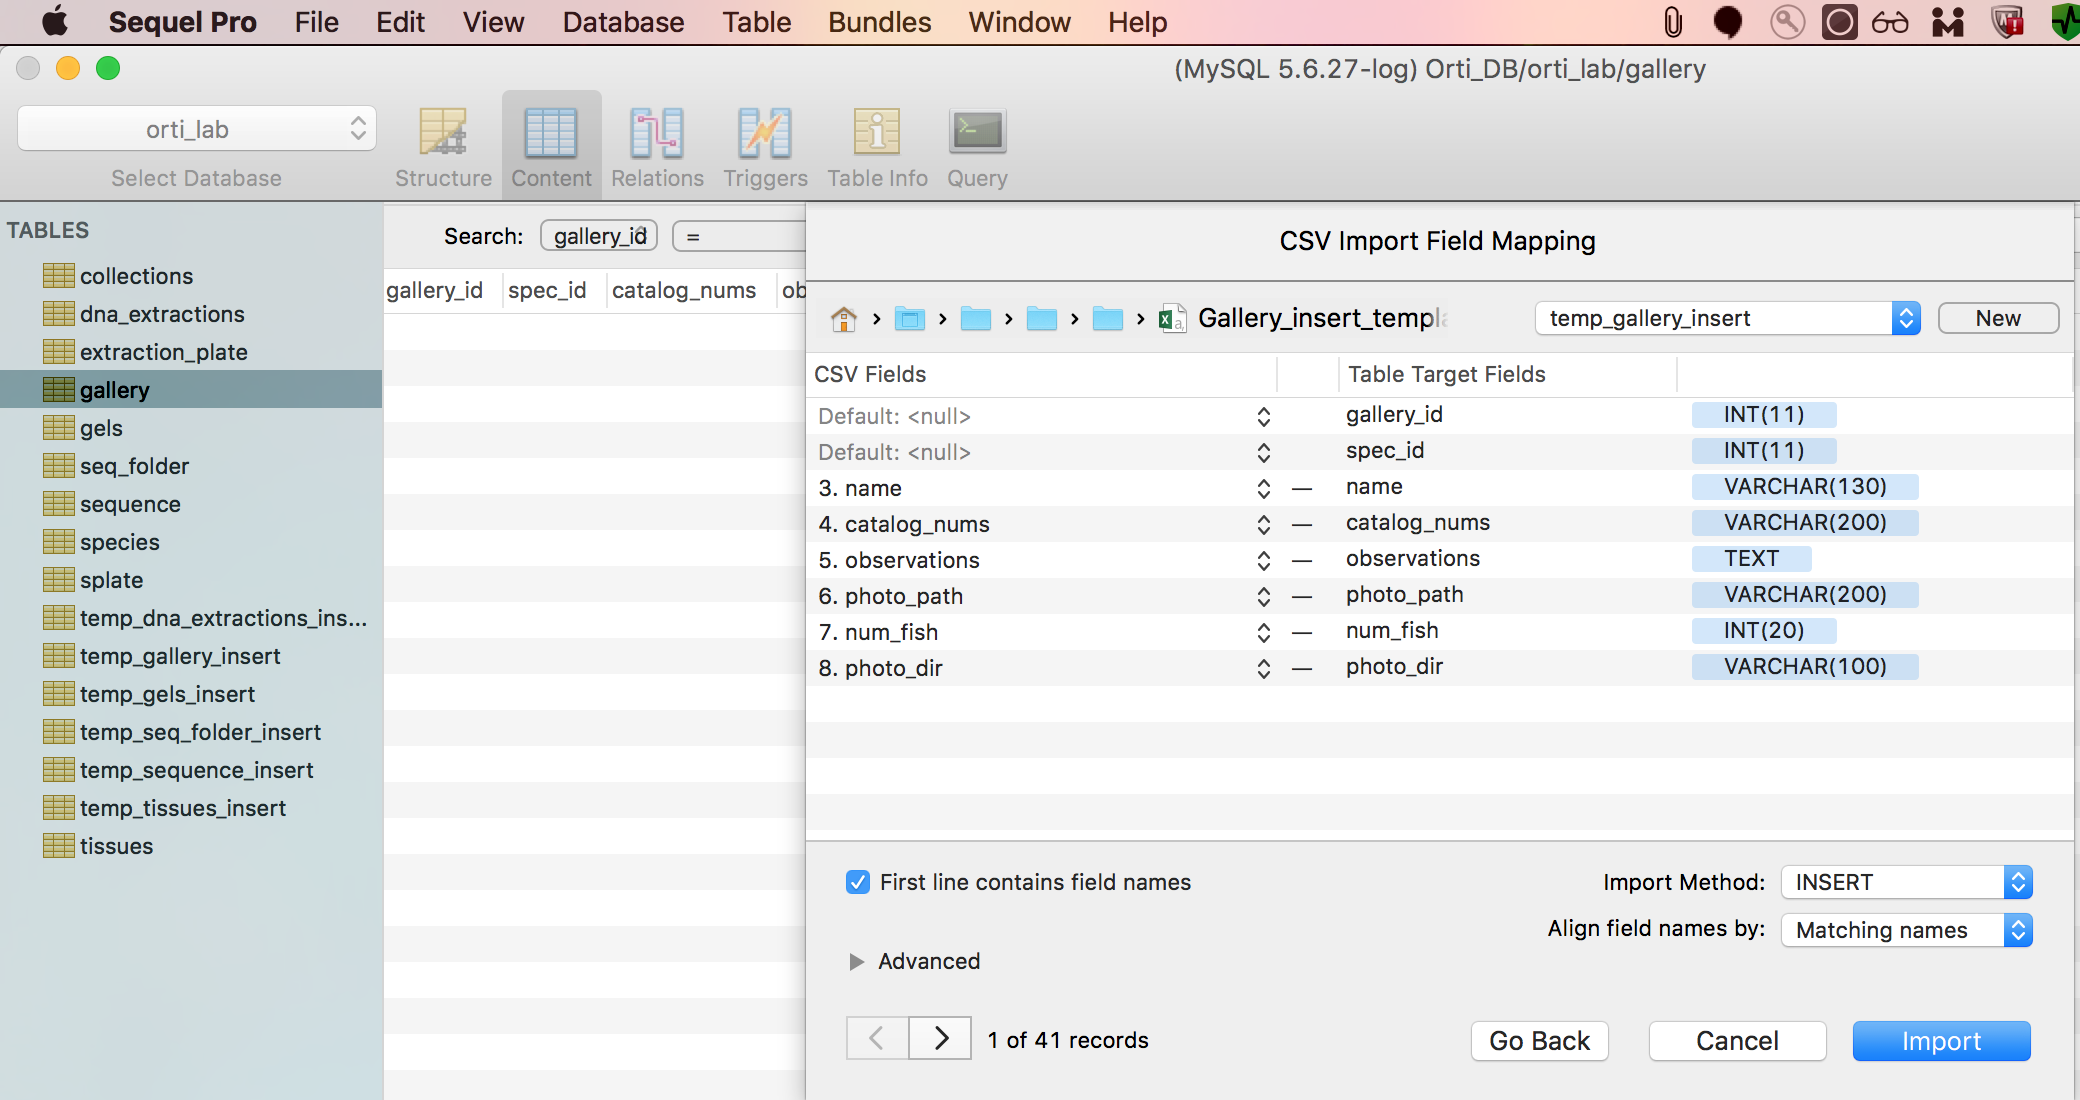 Sequel Pro File Edit View Database Table Bundles Window Help
(MySQL 5.6.27-log) Orti_DB/orti_lab/gallery
orti_lab
Select Database
Structure Content Relations Triggers Table Info Query
TABLES
collections
dna_extractions
extraction_plate
gallery
gels
seq_folder
sequence
species
splate
temp_dna_extractions_ins...
temp_gallery_insert
temp_gels_insert
temp_seq_folder_insert
temp_sequence_insert
temp_tissues_insert
tissues
Search: gallery_id =
gallery_id spec_id catalog_nums ob
CSV Import Field Mapping
Gallery_insert_templa
temp_gallery_insert New
CSV Fields Table Target Fields
Default: <null> gallery_id INT(11)
Default: <null> spec_id INT(11)
3. name — name VARCHAR(130)
4. catalog_nums — catalog_nums VARCHAR(200)
5. observations — observations TEXT
6. photo_path — photo_path VARCHAR(200)
7. num_fish — num_fish INT(20)
8. photo_dir — photo_dir VARCHAR(100)
First line contains field names
Import Method: INSERT
Align field names by: Matching names
Advanced
1 of 41 records
Go Back Cancel Import